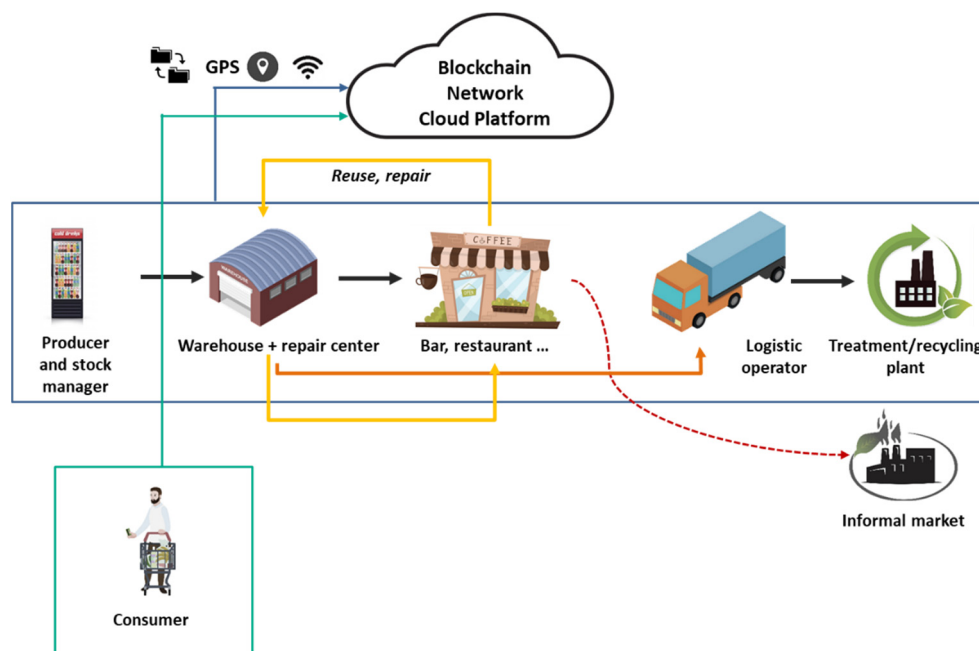 GPS
Blockchain
Network
Cloud Platform
Reuse, repair
COFFEE
OPEN
Producer
and stock
manager
Warehouse + repair center
Bar, restaurant ...
Logistic
operator
Treatment/recycling
plant
Informal market
Consumer